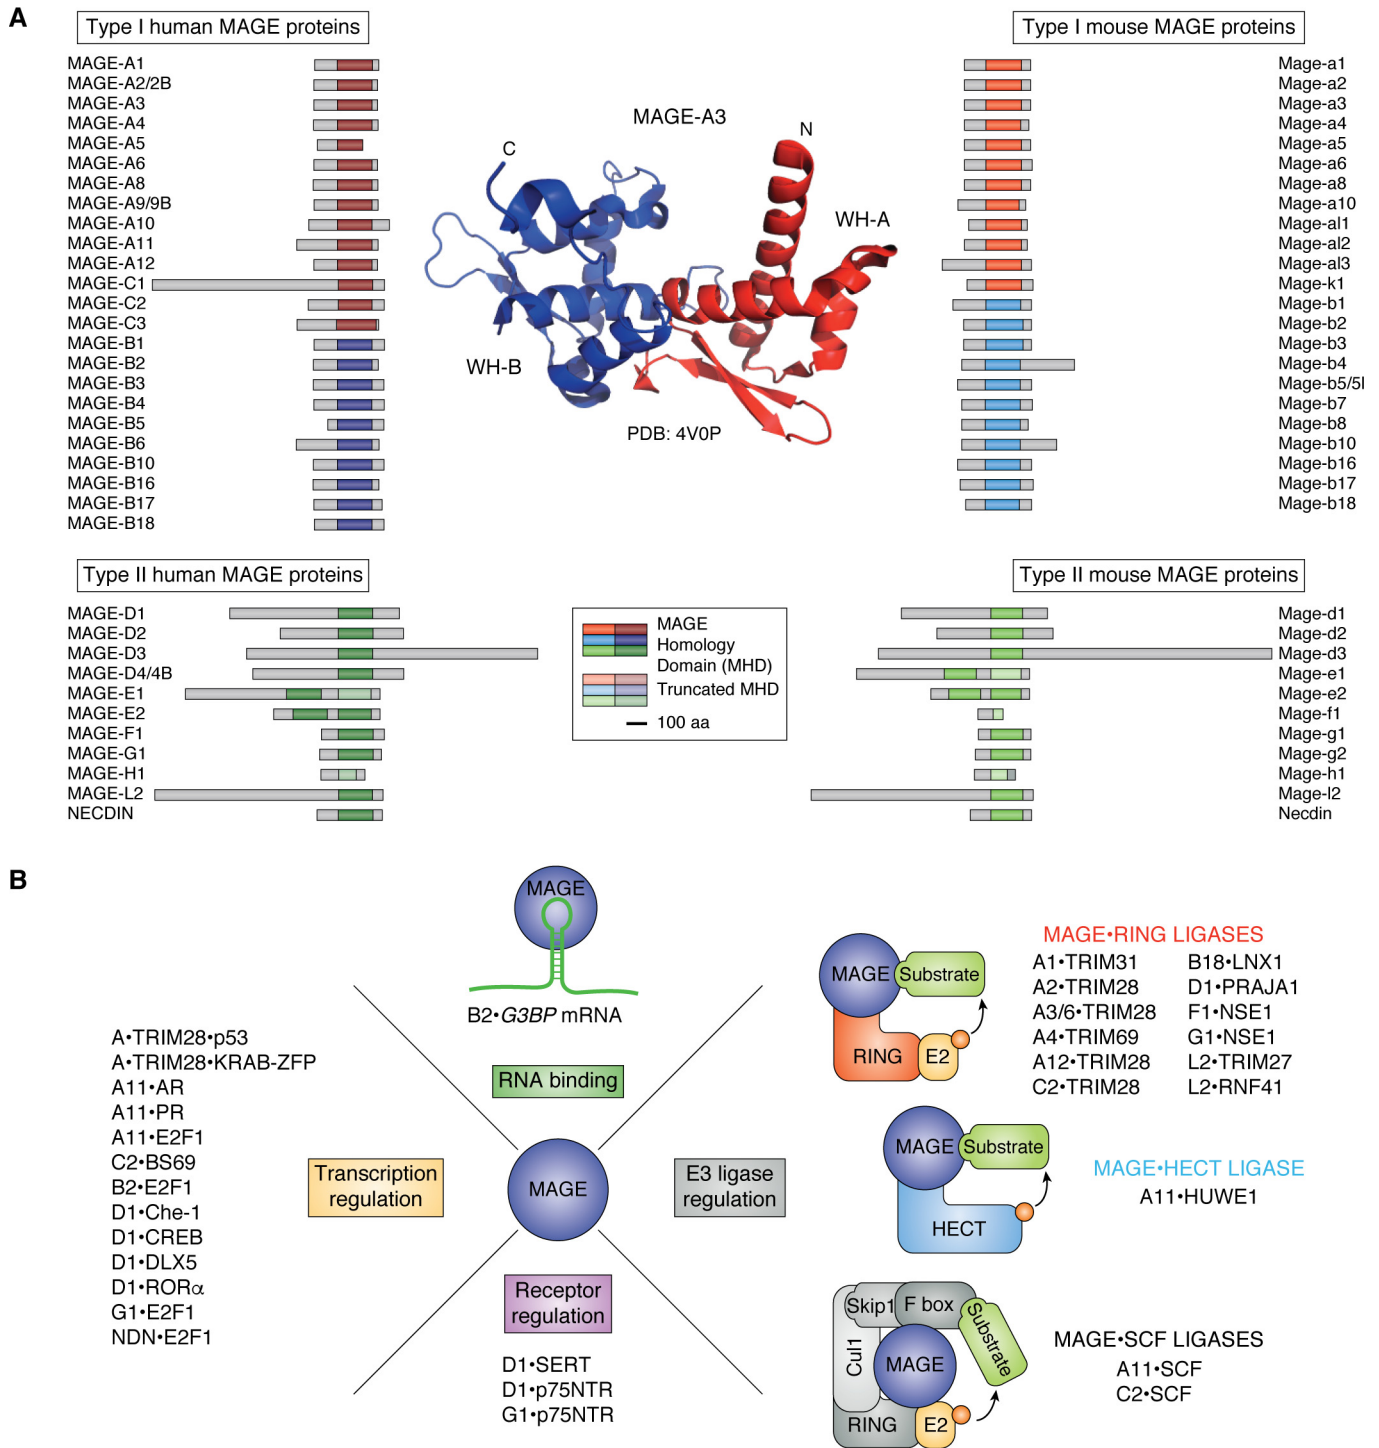 A
Type I human MAGE proteins
MAGE-A1
MAGE-A2/2B
MAGE-A3
MAGE-A4
MAGE-A5
MAGE-A6
MAGE-A8
MAGE-A9/9B
MAGE-A10
MAGE-A11
MAGE-A12
MAGE-C1
MAGE-C2
MAGE-C3
MAGE-B1
MAGE-B2
MAGE-B3
MAGE-B4
MAGE-B5
MAGE-B6
MAGE-B10
MAGE-B16
MAGE-B17
MAGE-B18
MAGE-A3
N
C
WH-A
WH-B
PDB: 4V0P
Type I mouse MAGE proteins
Mage-a1
Mage-a2
Mage-a3
Mage-a4
Mage-a5
Mage-a6
Mage-a8
Mage-a10
Mage-al1
Mage-al2
Mage-al3
Mage-k1
Mage-b1
Mage-b2
Mage-b3
Mage-b4
Mage-b5/5l
Mage-b7
Mage-b8
Mage-b10
Mage-b16
Mage-b17
Mage-b18
Type II human MAGE proteins
MAGE-D1
MAGE-D2
MAGE-D3
MAGE-D4/4B
MAGE-E1
MAGE-E2
MAGE-F1
MAGE-G1
MAGE-H1
MAGE-L2
NECDIN
MAGE
Homology
Domain (MHD)
Truncated MHD
100 aa
Type II mouse MAGE proteins
Mage-d1
Mage-d2
Mage-d3
Mage-e1
Mage-e2
Mage-f1
Mage-g1
Mage-g2
Mage-h1
Mage-l2
Necdin
B
MAGE
B2•G3BP mRNA
RNA binding
A•TRIM28•p53
A•TRIM28•KRAB-ZFP
A11•AR
A11•PR
A11•E2F1
C2•BS69
B2•E2F1
D1•Che-1
D1•CREB
D1•DLX5
D1•RORα
G1•E2F1
NDN•E2F1
Transcription
regulation
MAGE
E3 ligase
regulation
Receptor
regulation
D1•SERT
D1•p75NTR
G1•p75NTR
MAGE
Substrate
RING
E2
MAGE•RING LIGASES
A1•TRIM31
A2•TRIM28
A3/6•TRIM28
A4•TRIM69
A12•TRIM28
C2•TRIM28
B18•LNX1
D1•PRAJA1
F1•NSE1
G1•NSE1
L2•TRIM27
L2•RNF41
MAGE
Substrate
HECT
MAGE•HECT LIGASE
A11•HUWE1
Skip1
F box
Substrate
Cul1
MAGE
RING
E2
MAGE•SCF LIGASES
A11•SCF
C2•SCF